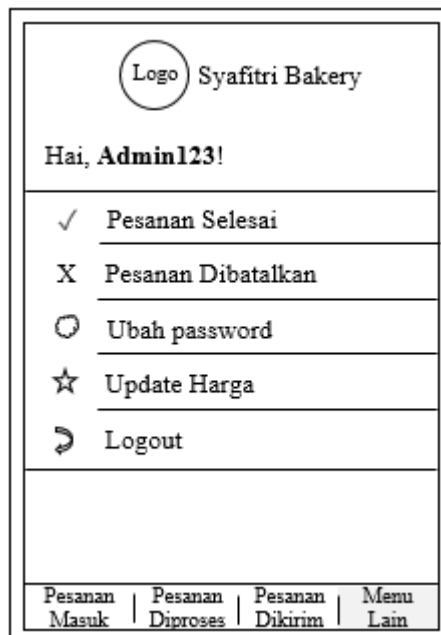 Logo Syafitri Bakery
Hai, Admin123!
Pesanan Selesai
X Pesanan Dibatalkan
Ubah password
Update Harga
Logout
Pesanan Masuk
Pesanan Diproses
Pesanan Dikirim
Menu Lain